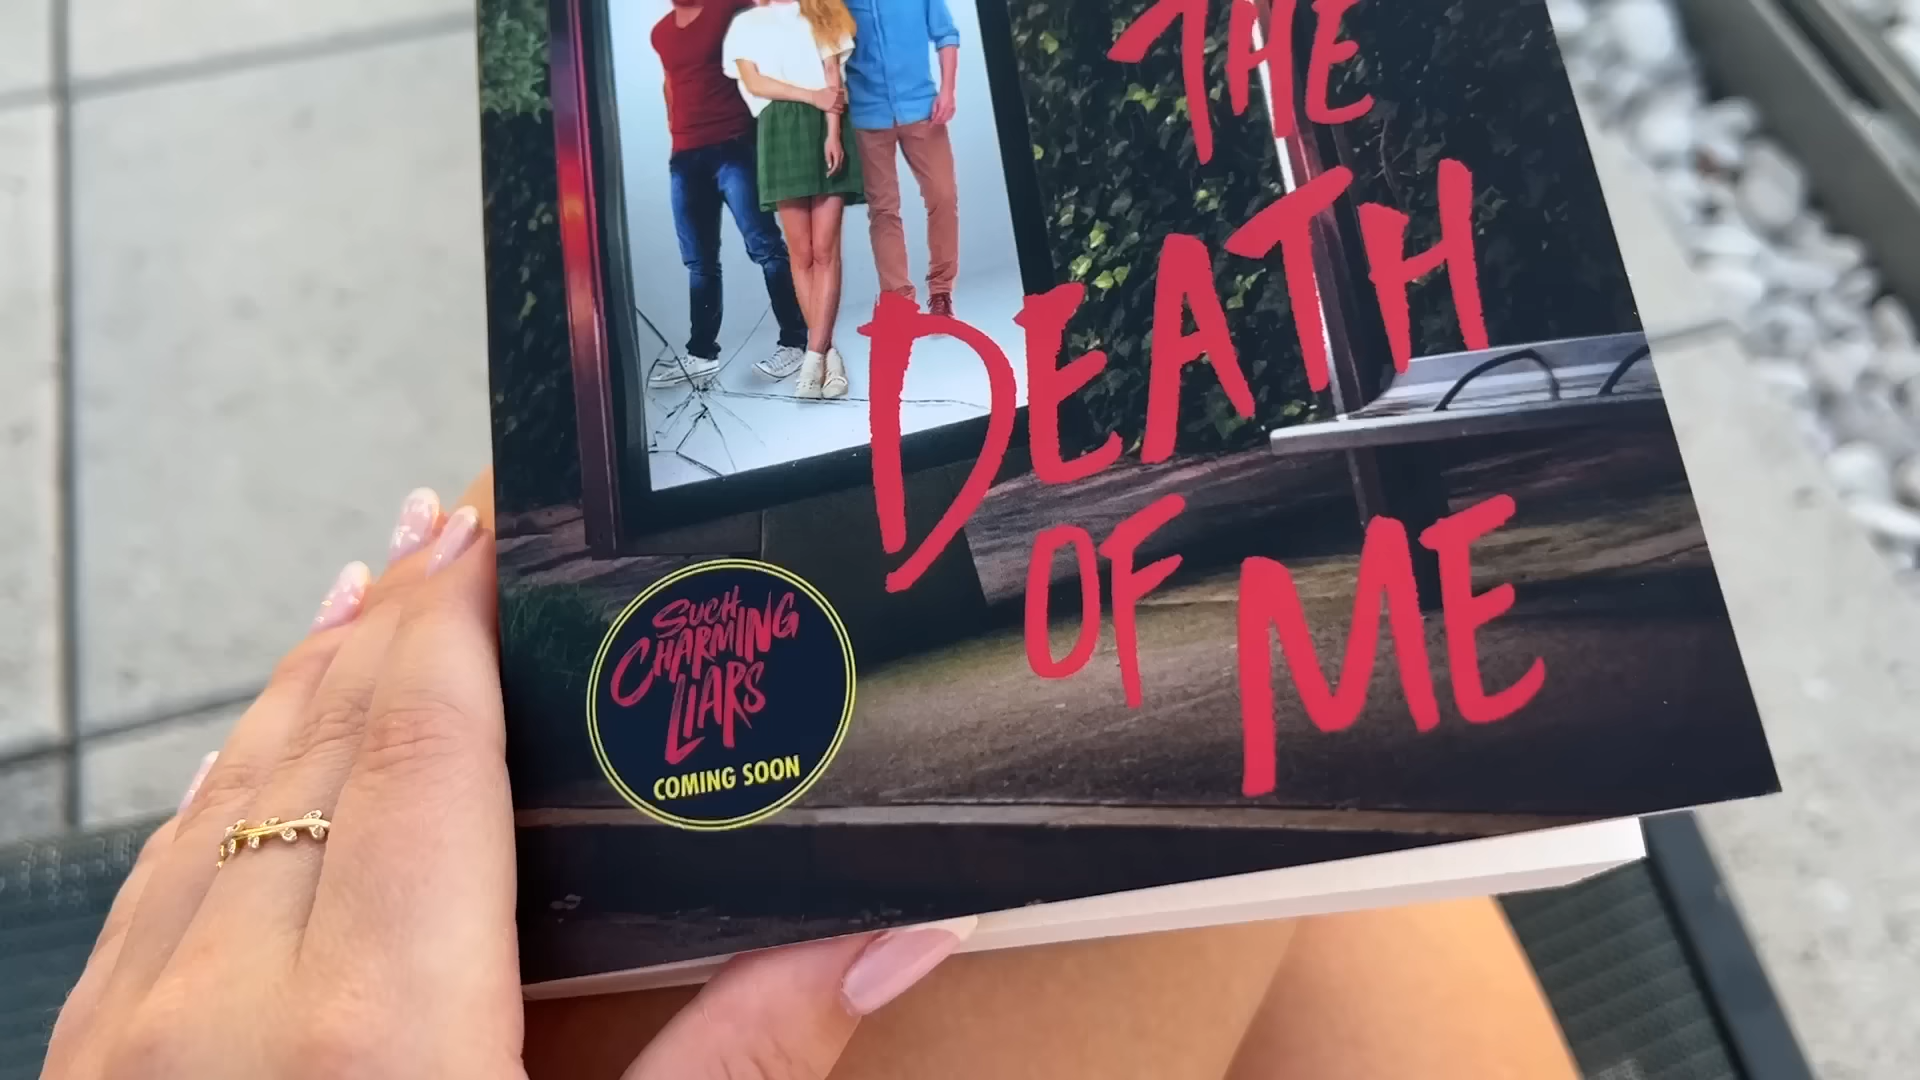 THE
DEATH
OF ME
SUCH
CHARMING
LIARS
COMING SOON